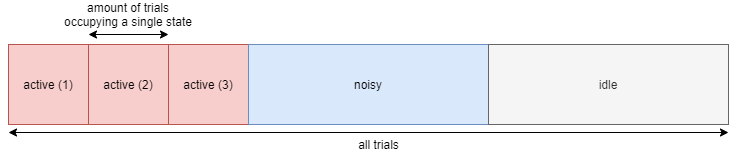 amount of trials
occupying a single state
active (1)
active (2)
active (3)
noisy
idle
all trials